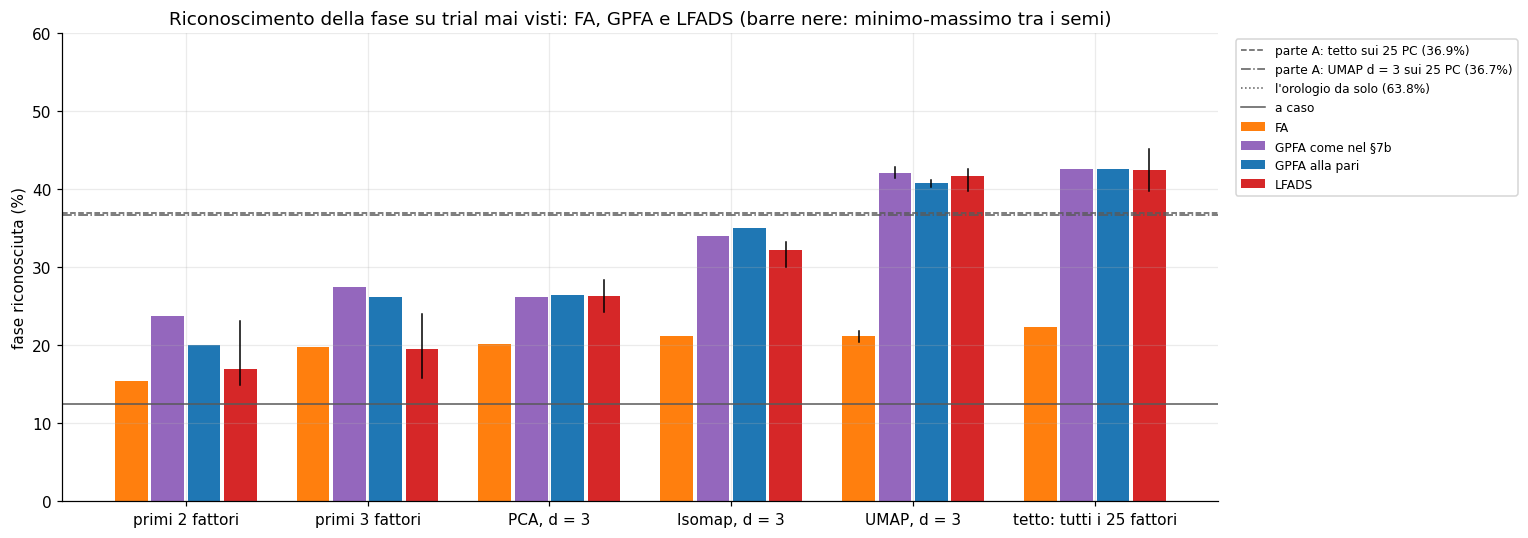 Riconoscimento della fase su trial mai visti: FA, GPFA e LFADS (barre nere: minimo-massimo tra i semi)
fase riconosciuta (%)
60
50
40
30
20
10
0
primi 2 fattori
primi 3 fattori
PCA, d = 3
Isomap, d = 3
UMAP, d = 3
tetto: tutti i 25 fattori
parte A: tetto sui 25 PC (36.9%)
parte A: UMAP d = 3 sui 25 PC (36.7%)
l'orologio da solo (63.8%)
a caso
FA
GPFA come nel §7b
GPFA alla pari
LFADS